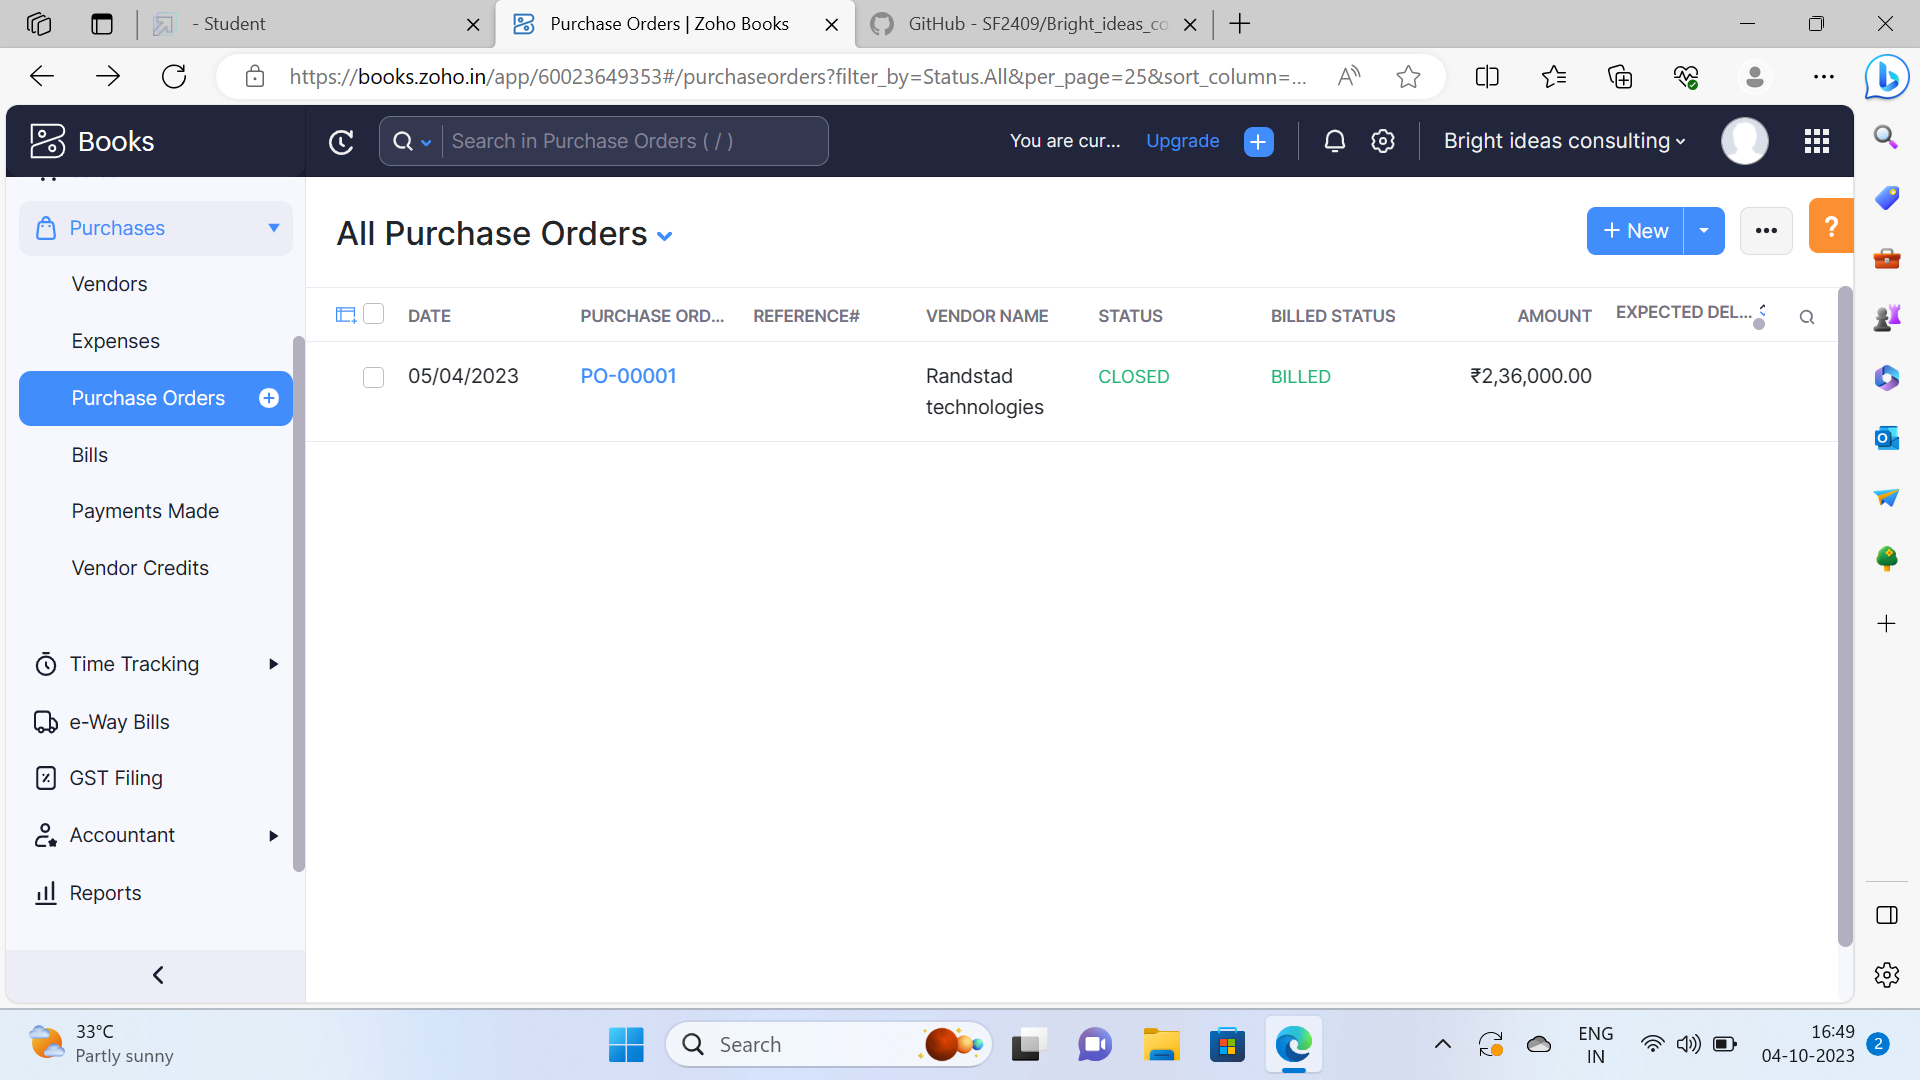 - Student
Purchase Orders | Zoho Books
GitHub - SF2409/Bright_ideas_co
https://books.zoho.in/app/60023649353#/purchaseorders?filter_by=Status.All&per_page=25&sort_column=...
Books
Search in Purchase Orders ( / )
You are cur...
Upgrade
Bright ideas consulting
Purchases
Vendors
Expenses
Purchase Orders
Bills
Payments Made
Vendor Credits
Time Tracking
e-Way Bills
GST Filing
Accountant
Reports
All Purchase Orders
+ New
?
DATE PURCHASE ORD... REFERENCE# VENDOR NAME STATUS BILLED STATUS AMOUNT EXPECTED DEL...
05/04/2023 PO-00001 Randstad CLOSED BILLED ₹2,36,000.00
technologies
33°C
Partly sunny
Search
ENG
IN
16:49
04-10-2023
2